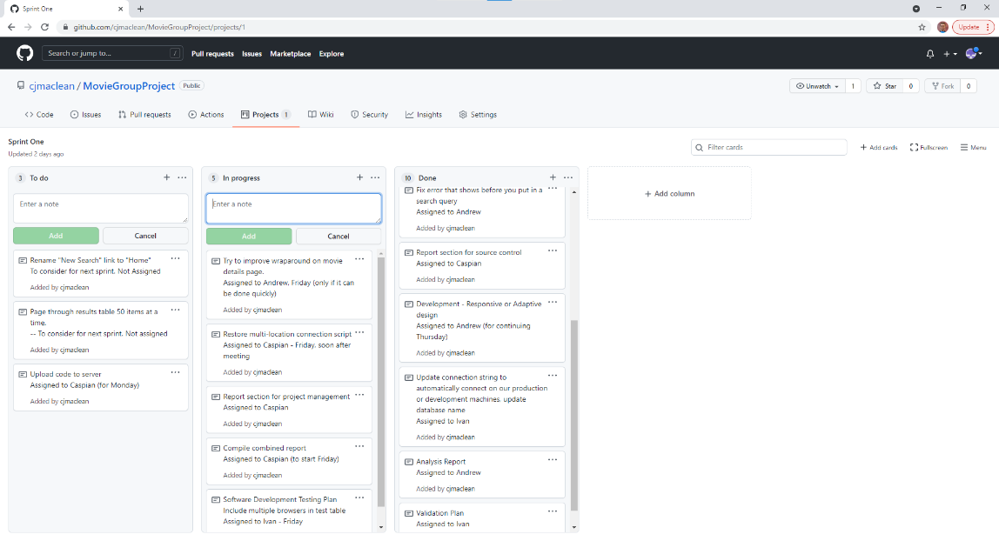 Sprint One
github.com/cjmaclean/MovieGroupProject/projects/1
Update
Search or jump to...
/
Pull requests
Issues
Marketplace
Explore
cjmaclean / MovieGroupProject
Public
Unwatch
1
Star
0
Fork
0
Code
Issues
Pull requests
Actions
Projects 1
Wiki
Security
Insights
Settings
Sprint One
Updated 2 days ago
Filter cards
Add cards
Fullscreen
Menu
3 To do
Enter a note
Add
Cancel
Rename "New Search" link to "Home"
To consider for next sprint. Not Assigned
Added by cjmaclean
Page through results table 50 items at a
time.
-- To consider for next sprint. Not assigned
Added by cjmaclean
Upload code to server
Assigned to Caspian (for Monday)
Added by cjmaclean
5 In progress
Enter a note
Add
Cancel
Try to improve wraparound on movie
details page.
Assigned to Andrew, Friday (only if it can
be done quickly)
Added by cjmaclean
Restore multi-location connection script
Assigned to Caspian - Friday, soon after
meeting
Added by cjmaclean
Report section for project management
Assigned to Caspian
Added by cjmaclean
Compile combined report
Assigned to Caspian (to start Friday)
Added by cjmaclean
Software Development Testing Plan
Include multiple browsers in test table
Assigned to Ivan - Friday
10 Done
Fix error that shows before you put in a
search query
Assigned to Andrew
Added by cjmaclean
Report section for source control
Assigned to Caspian
Added by cjmaclean
Development - Responsive or Adaptive
design
Assigned to Andrew (for continuing
Thursday)
Added by cjmaclean
Update connection string to
automatically connect on our production
or development machines, update
database name
Assigned to Ivan
Added by cjmaclean
Analysis Report
Assigned to Andrew
Added by cjmaclean
Validation Plan
Assigned to Ivan
Add column